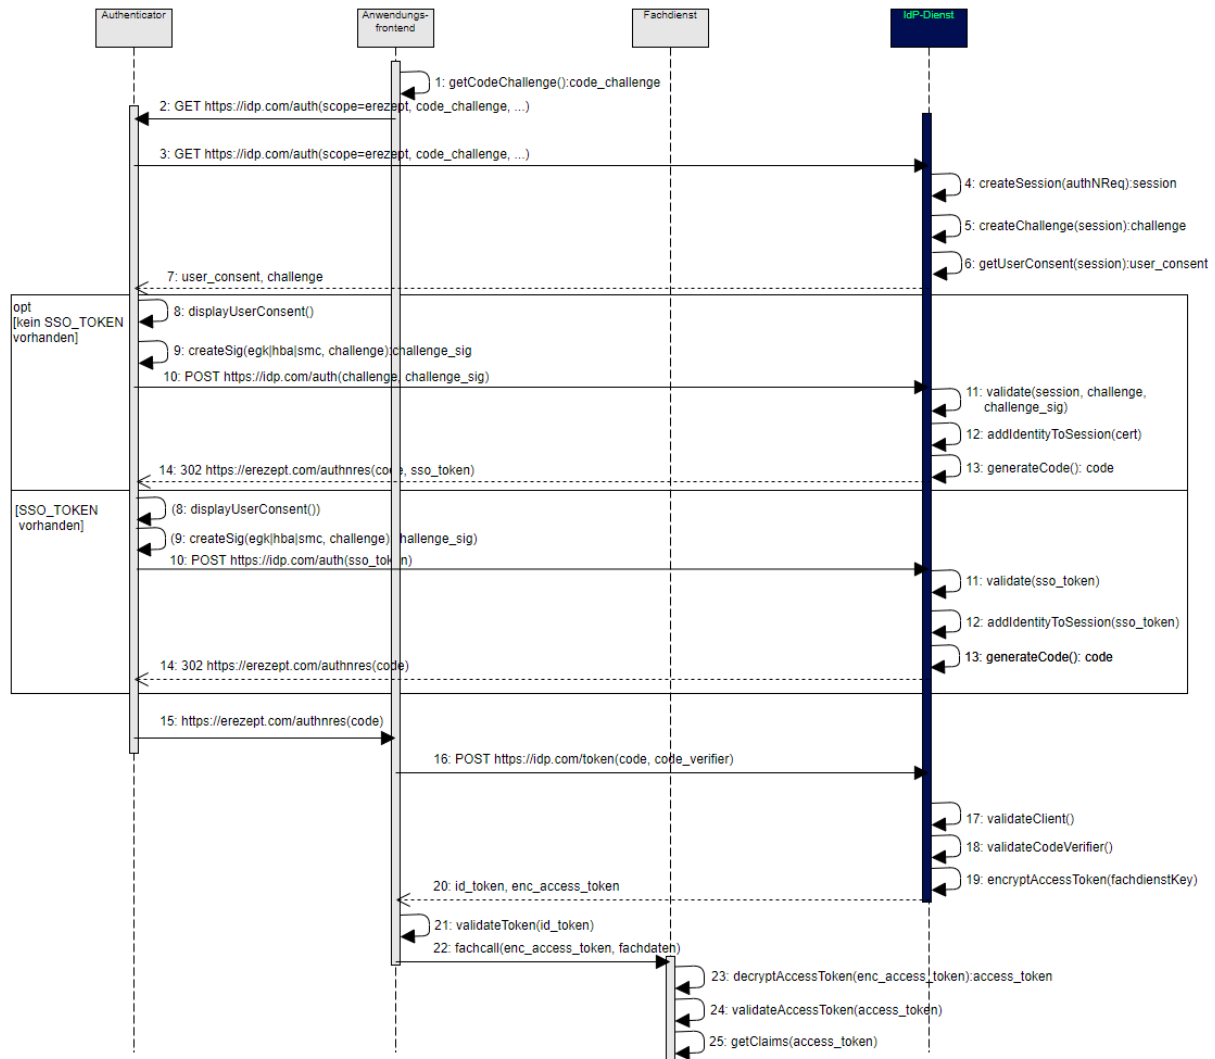 Authenticator
Anwendungs-
frontend
Fachdienst
IdP-Dienst
1: getCodeChallenge():code_challenge
2: GET https://idp.com/auth(scope=erezept, code_challenge, ...)
3: GET https://idp.com/auth(scope=erezept, code_challenge, ...)
4: createSession(authNReq):session
5: createChallenge(session):challenge
6: getUserConsent(session):user_consent
7: user_consent, challenge
opt
[kein SSO_TOKEN
vorhanden]
8: displayUserConsent()
9: createSig(egk|hba|smc, challenge):challenge_sig
10: POST https://idp.com/auth(challenge, challenge_sig)
11: validate(session, challenge,
challenge_sig)
12: addIdentityToSession(cert)
13: generateCode(): code
14: 302 https://erezept.com/authnres(code, sso_token)
[SSO_TOKEN
vorhanden]
(8: displayUserConsent())
(9: createSig(egk|hba|smc, challenge):challenge_sig)
10: POST https://idp.com/auth(sso_token)
11: validate(sso_token)
12: addIdentityToSession(sso_token)
13: generateCode(): code
14: 302 https://erezept.com/authnres(code)
15: https://erezept.com/authnres(code)
16: POST https://idp.com/token(code, code_verifier)
17: validateClient()
18: validateCodeVerifier()
19: encryptAccessToken(fachdienstKey)
20: id_token, enc_access_token
21: validateToken(id_token)
22: fachcall(enc_access_token, fachdaten)
23: decryptAccessToken(enc_access_token):access_token
24: validateAccessToken(access_token)
25: getClaims(access_token)